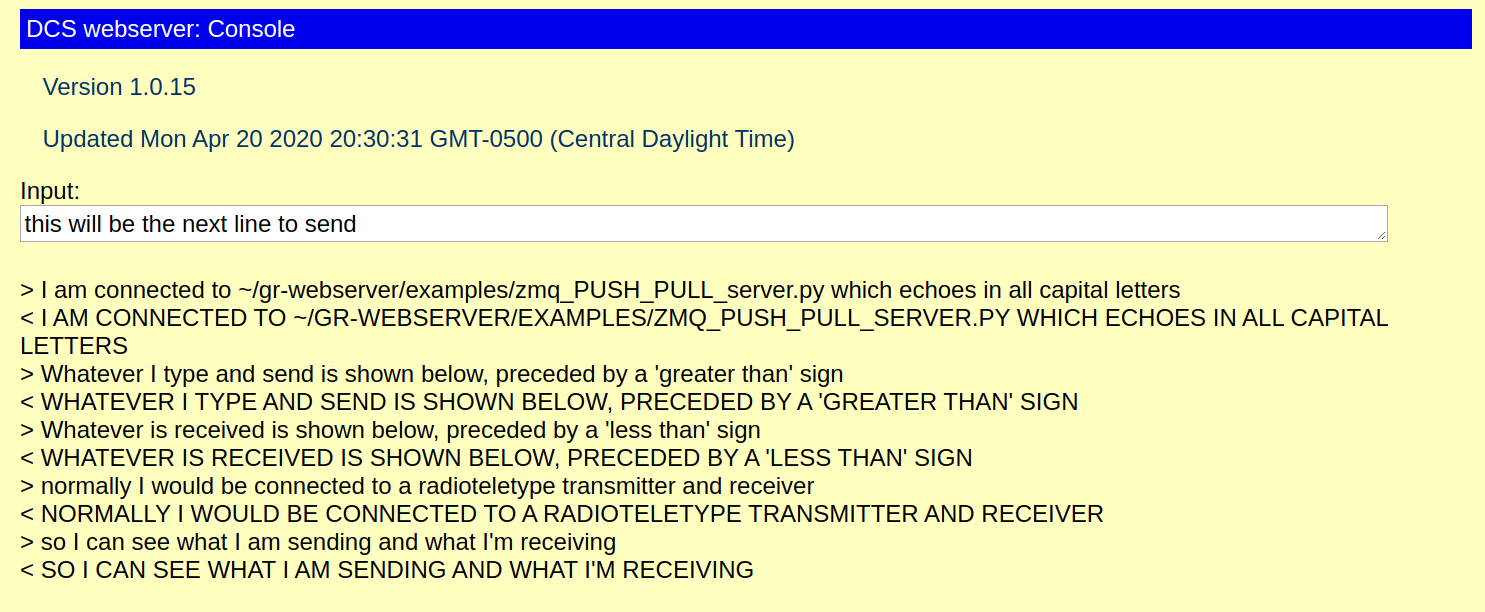 DCS webserver: Console
Version 1.0.15
Updated Mon Apr 20 2020 20:30:31 GMT-0500 (Central Daylight Time)
Input:
this will be the next line to send
> I am connected to ~/gr-webserver/examples/zmq_PUSH_PULL_server.py which echoes in all capital letters
< I AM CONNECTED TO ~/GR-WEBSERVER/EXAMPLES/ZMQ_PUSH_PULL_SERVER.PY WHICH ECHOES IN ALL CAPITAL
LETTERS
> Whatever I type and send is shown below, preceded by a 'greater than' sign
< WHATEVER I TYPE AND SEND IS SHOWN BELOW, PRECEDED BY A 'GREATER THAN' SIGN
> Whatever is received is shown below, preceded by a 'less than' sign
< WHATEVER IS RECEIVED IS SHOWN BELOW, PRECEDED BY A 'LESS THAN' SIGN
> normally I would be connected to a radioteletype transmitter and receiver
< NORMALLY I WOULD BE CONNECTED TO A RADIOTELETYPE TRANSMITTER AND RECEIVER
> so I can see what I am sending and what I'm receiving
< SO I CAN SEE WHAT I AM SENDING AND WHAT I'M RECEIVING